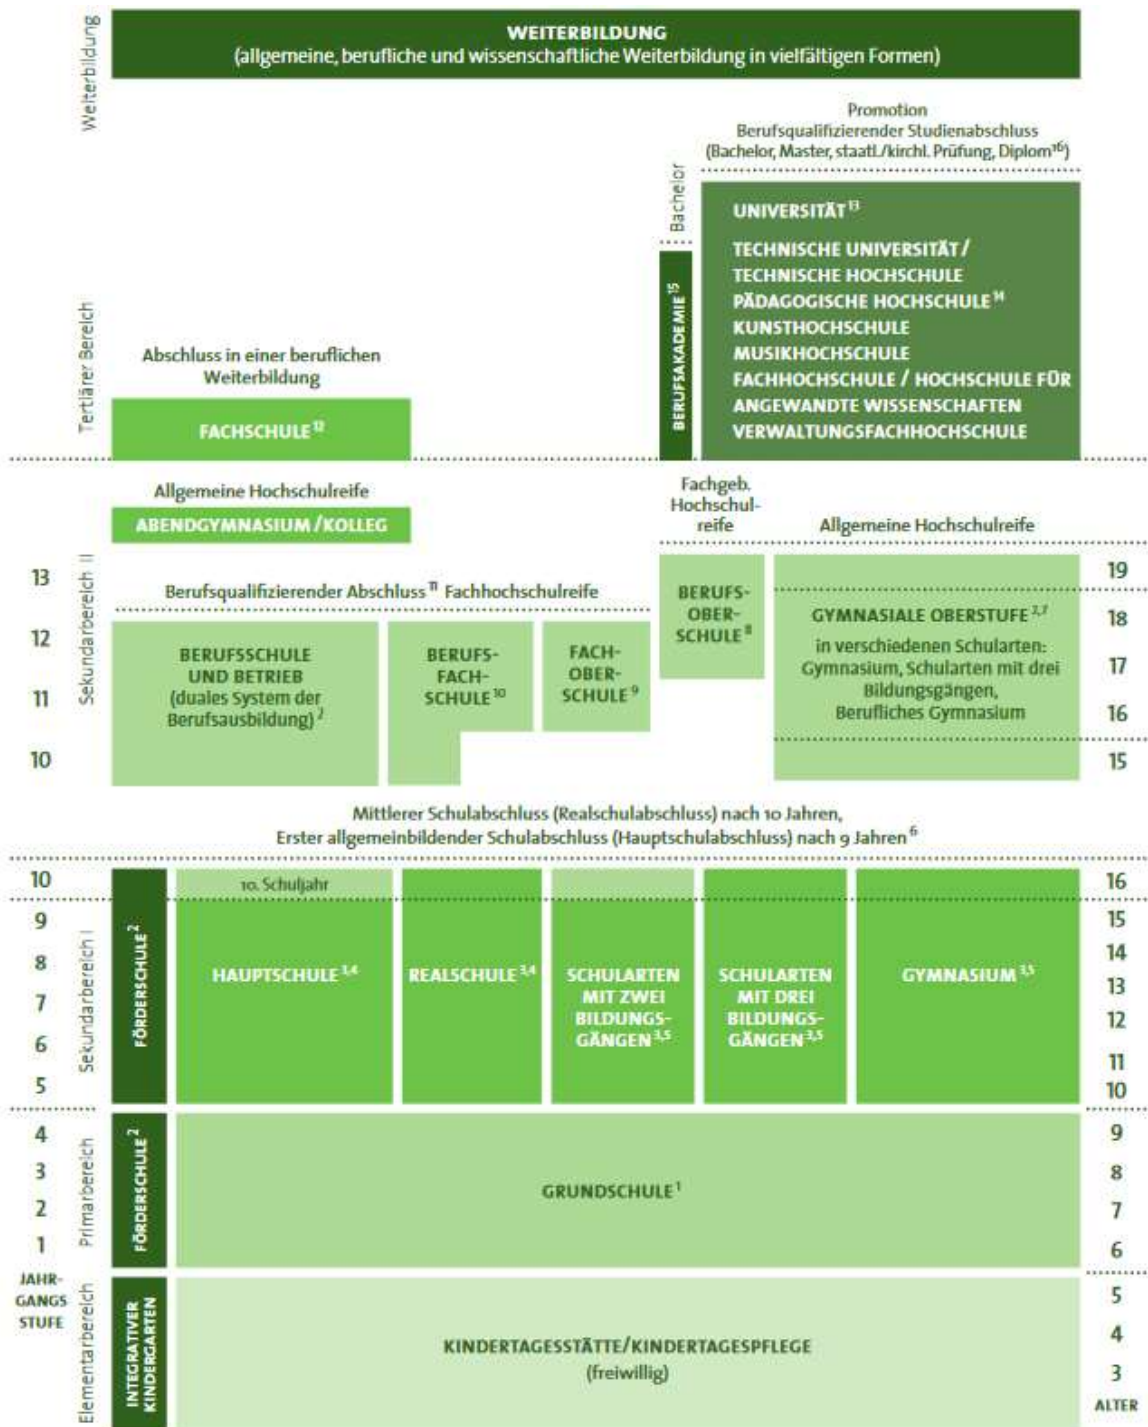 Weiterbildung
WEITERBILDUNG
(allgemeine, berufliche und wissenschaftliche Weiterbildung in vielfältigen Formen)
Promotion
Berufsqualifizierender Studienabschluss
(Bachelor, Master, staatl./kirchl. Prüfung, Diplom¹⁶)
Tertiärer Bereich
Abschluss in einer beruflichen
Weiterbildung
FACHSCHULE¹²
Bachelor
BERUFSAKADEMIE¹⁵
UNIVERSITÄT¹³
TECHNISCHE UNIVERSITÄT /
TECHNISCHE HOCHSCHULE
PÄDAGOGISCHE HOCHSCHULE¹⁴
KUNSTHOCHSCHULE
MUSIKHOCHSCHULE
FACHHOCHSCHULE / HOCHSCHULE FÜR
ANGEWANDTE WISSENSCHAFTEN
VERWALTUNGSFACHHOCHSCHULE
Allgemeine Hochschulreife
ABENDGYMNASIUM/KOLLEG
Fachgeb.
Hochschul-
reife
Allgemeine Hochschulreife
13
12
11
10
Sekundarbereich II
Berufsqualifizierender Abschluss¹¹ Fachhochschulreife
BERUFSSCHULE
UND BETRIEB
(duales System der
Berufsausbildung)²
BERUFS-
FACH-
SCHULE¹⁰
FACH-
OBER-
SCHULE⁹
BERUFS-
OBER-
SCHULE⁸
GYMNASIALE OBERSTUFE²,⁷
in verschiedenen Schularten:
Gymnasium, Schularten mit drei
Bildungsgängen,
Berufliches Gymnasium
19
18
17
16
15
Mittlerer Schulabschluss (Realschulabschluss) nach 10 Jahren,
Erster allgemeinbildender Schulabschluss (Hauptschulabschluss) nach 9 Jahren⁶
10
9
8
7
6
5
Sekundarbereich I
FÖRDERSCHULE²
10. Schuljahr
HAUPTSCHULE³,⁴
REALSCHULE³,⁴
SCHULARTEN
MIT ZWEI
BILDUNGS-
GÄNGEN³,⁵
SCHULARTEN
MIT DREI
BILDUNGS-
GÄNGEN³,⁵
GYMNASIUM³,⁵
16
15
14
13
12
11
10
4
3
2
1
Primarbereich
FÖRDERSCHULE²
GRUNDSCHULE¹
9
8
7
6
JAHR-
GANGS
STUFE
Elementarbereich
INTEGRATIVER
KINDERGARTEN
KINDERTAGESSTÄTTE/KINDERTAGESPFLEGE
(freiwillig)
5
4
3
ALTER